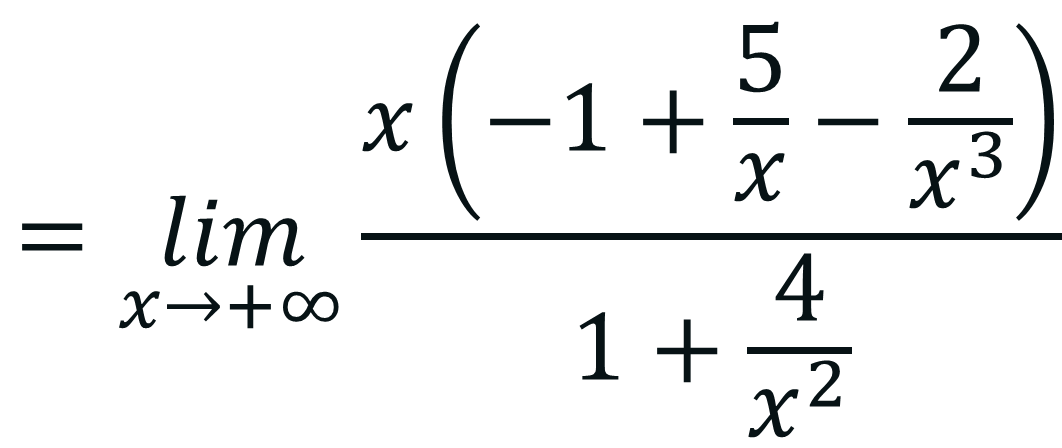 = lim x→+∞ x(−1 + 5/x − 2/x³) / (1 + 4/x²)